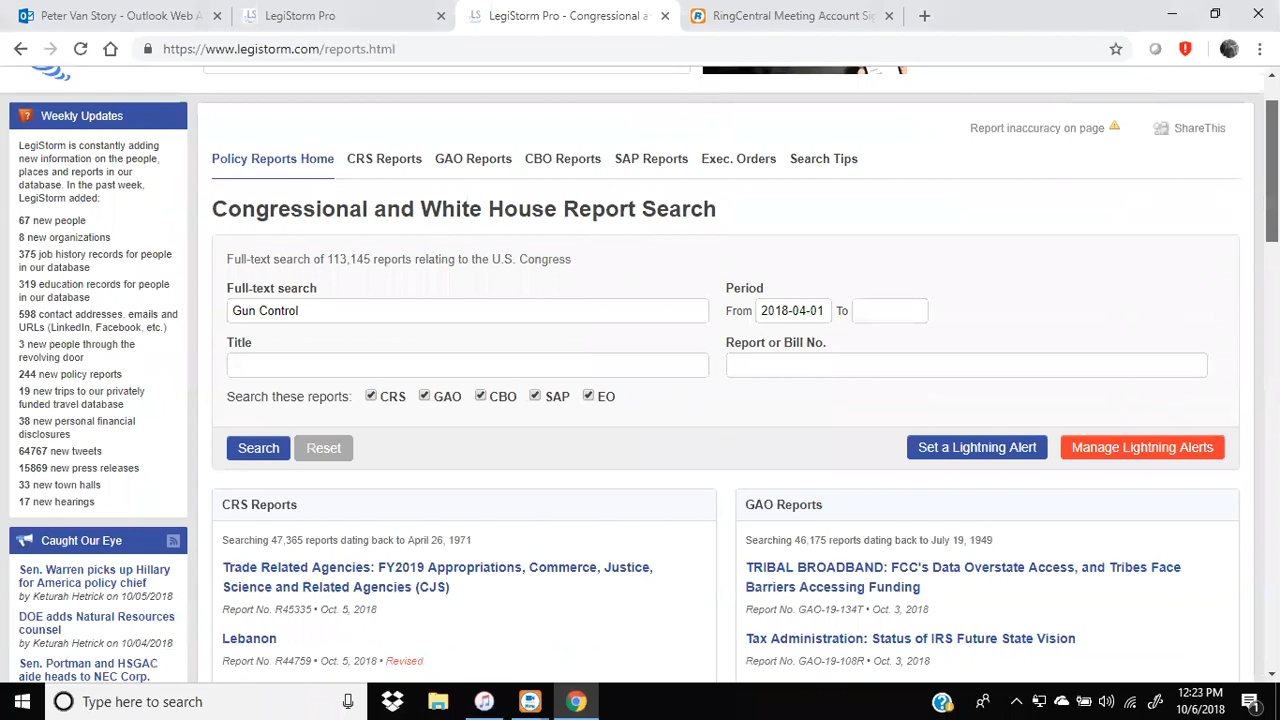 Peter Van Story - Outlook Web A
LegiStorm Pro
LegiStorm Pro - Congressional a
RingCentral Meeting Account Si
https://www.legistorm.com/reports.html
Weekly Updates
LegiStorm is constantly adding
new information on the people,
places and reports in our
database. In the past week,
LegiStorm added:
67 new people
8 new organizations
375 job history records for people
in our database
319 education records for people
in our database
598 contact addresses, emails and
URLs (LinkedIn, Facebook, etc.)
3 new people through the
revolving door
244 new policy reports
19 new trips to our privately
funded travel database
38 new personal financial
disclosures
64767 new tweets
15869 new press releases
33 new town halls
17 new hearings
Caught Our Eye
Sen. Warren picks up Hillary
for America policy chief
by Keturah Hetrick on 10/05/2018
DOE adds Natural Resources
counsel
by Keturah Hetrick on 10/04/2018
Sen. Portman and HSGAC
aide heads to NEC Corp.
Report inaccuracy on page
ShareThis
Policy Reports Home CRS Reports GAO Reports CBO Reports SAP Reports Exec. Orders Search Tips
Congressional and White House Report Search
Full-text search of 113,145 reports relating to the U.S. Congress
Full-text search
Gun Control
Period
From 2018-04-01 To
Title
Report or Bill No.
Search these reports: CRS GAO CBO SAP EO
Search Reset
Set a Lightning Alert Manage Lightning Alerts
CRS Reports
Searching 47,365 reports dating back to April 26, 1971
Trade Related Agencies: FY2019 Appropriations, Commerce, Justice,
Science and Related Agencies (CJS)
Report No. R45335 • Oct. 5, 2018
Lebanon
Report No. R44759 • Oct. 5, 2018 • Revised
GAO Reports
Searching 46,175 reports dating back to July 19, 1949
TRIBAL BROADBAND: FCC's Data Overstate Access, and Tribes Face
Barriers Accessing Funding
Report No. GAO-19-134T • Oct. 3, 2018
Tax Administration: Status of IRS Future State Vision
Report No. GAO-19-108R • Oct. 3, 2018
Type here to search
12:23 PM
10/6/2018
1